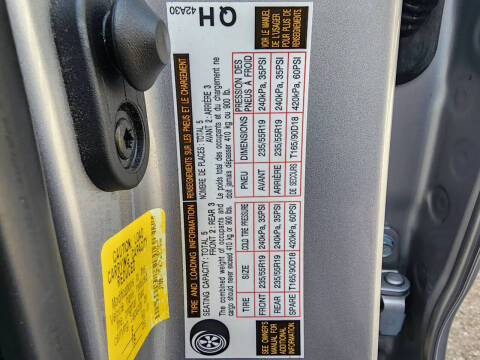 TIRE AND LOADING INFORMATION
SEATING CAPACITY: TOTAL 5
FRONT 2 : REAR 3
The combined weight of occupants and
cargo should never exceed 410 kg or 900 lbs.
TIRE SIZE COLD TIRE PRESSURE
FRONT 235/55R19 240kPa, 35PSI
REAR 235/55R19 240kPa, 35PSI
SPARE T165/90D18 420kPa, 60PSI
SEE OWNER'S
MANUAL FOR
ADDITIONAL
INFORMATION
RENSEIGNEMENTS SUR LES PNEUS ET LE CHARGEMENT
NOMBRE DE PLACES : TOTAL 5
AVANT 2 : ARRIÈRE 3
Le poids total des occupants et du chargement ne
doit jamais dépasser 410 kg ou 900 lb.
PNEU DIMENSIONS PRESSION DES
PNEUS À FROID
AVANT 235/55R19 240kPa, 35PSI
ARRIÈRE 235/55R19 240kPa, 35PSI
DE SECOURS T165/90D18 420kPa, 60PSI
VOIR LE MANUEL
DE L'USAGER
POUR PLUS DE
RENSEIGNEMENTS
QH
42A30
CAUTION